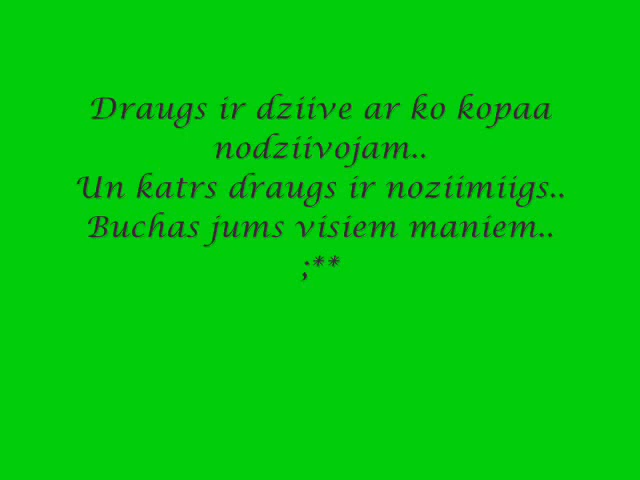 Draugs ir dziive ar ko kopaa
nodziivojam..
Un katrs draugs ir noziimiigs..
Buchas jums visiem maniem..
;**